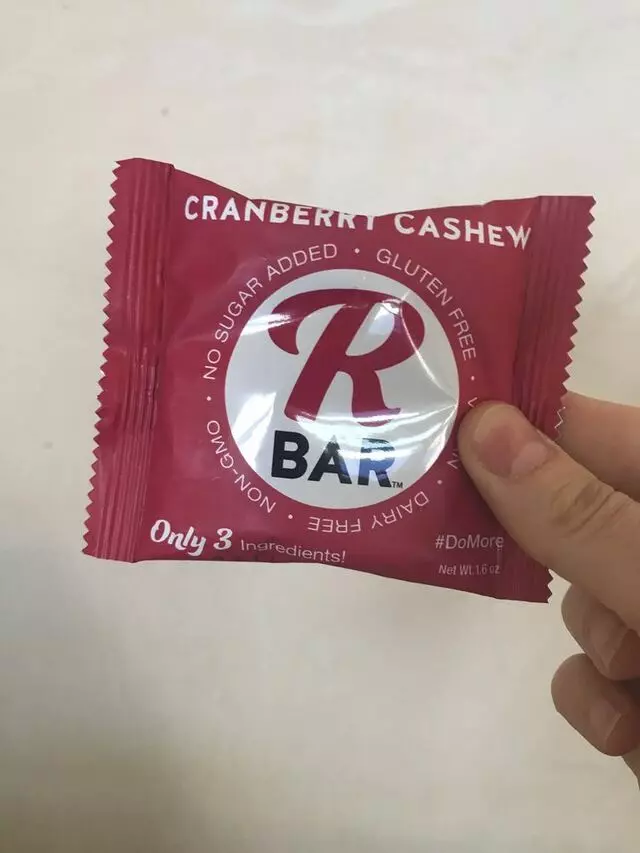 CRANBERRY CASHEW
NO SUGAR ADDED • GLUTEN FREE •
DAIRY FREE • NON-GMO •
R
BAR™
Only 3 Ingredients!
#DoMore
Net Wt.1.6 oz